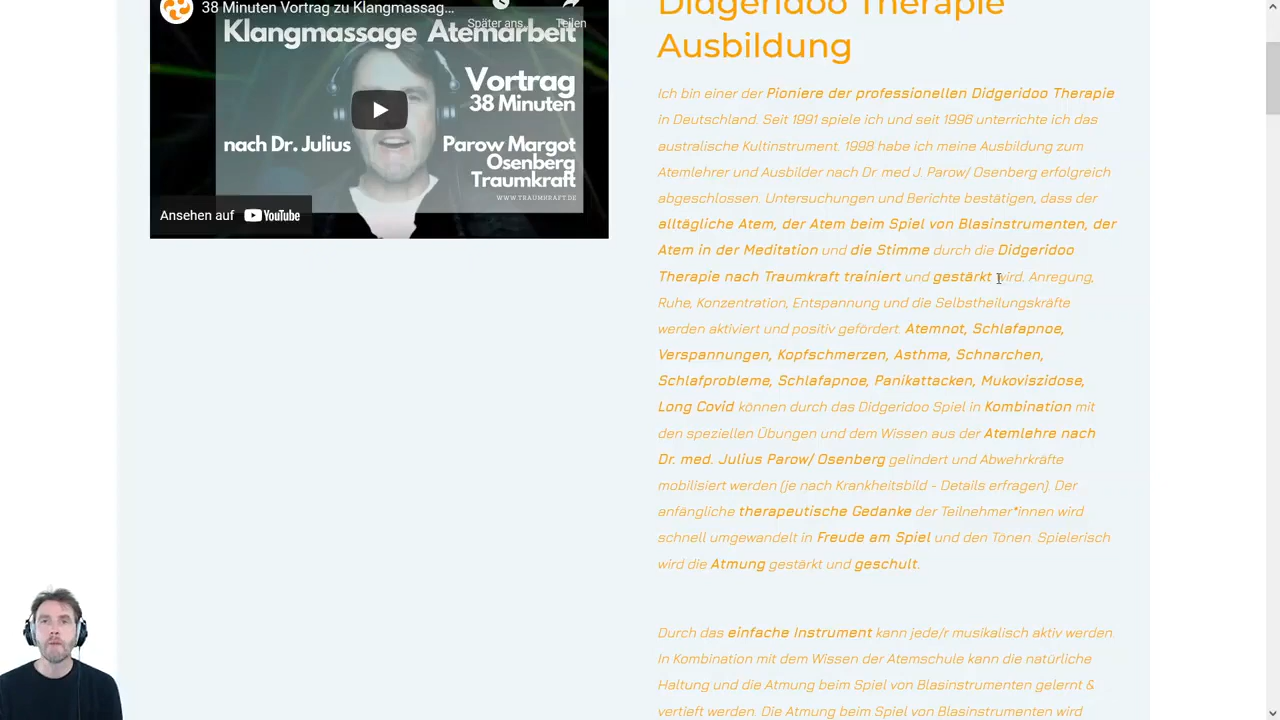 38 Minuten Vortrag zu Klangmassag...
Später ans...
Teilen
Klangmassage Atemarbeit
Vortrag
38 Minuten
nach Dr. Julius
Parow Margot
Osenberg
Traumkraft
WWW.TRAUMKRAFT.DE
Ansehen auf YouTube
Didgeridoo Therapie
Ausbildung
Ich bin einer der Pioniere der professionellen Didgeridoo Therapie
in Deutschland. Seit 1991 spiele ich und seit 1996 unterrichte ich das
australische Kultinstrument. 1998 habe ich meine Ausbildung zum
Atemlehrer und Ausbilder nach Dr. med J. Parow/ Osenberg erfolgreich
abgeschlossen. Untersuchungen und Berichte bestätigen, dass der
alltägliche Atem, der Atem beim Spiel von Blasinstrumenten, der
Atem in der Meditation und die Stimme durch die Didgeridoo
Therapie nach Traumkraft trainiert und gestärkt wird. Anregung,
Ruhe, Konzentration, Entspannung und die Selbstheilungskräfte
werden aktiviert und positiv gefördert. Atemnot, Schlafapnoe,
Verspannungen, Kopfschmerzen, Asthma, Schnarchen,
Schlafprobleme, Schlafapnoe, Panikattacken, Mukoviszidose,
Long Covid können durch das Didgeridoo Spiel in Kombination mit
den speziellen Übungen und dem Wissen aus der Atemlehre nach
Dr. med. Julius Parow/ Osenberg gelindert und Abwehrkräfte
mobilisiert werden (je nach Krankheitsbild - Details erfragen). Der
anfängliche therapeutische Gedanke der Teilnehmer*innen wird
schnell umgewandelt in Freude am Spiel und den Tönen. Spielerisch
wird die Atmung gestärkt und geschult.
Durch das einfache Instrument kann jede/r musikalisch aktiv werden.
In Kombination mit dem Wissen der Atemschule kann die natürliche
Haltung und die Atmung beim Spiel von Blasinstrumenten gelernt &
vertieft werden. Die Atmung beim Spiel von Blasinstrumenten wird